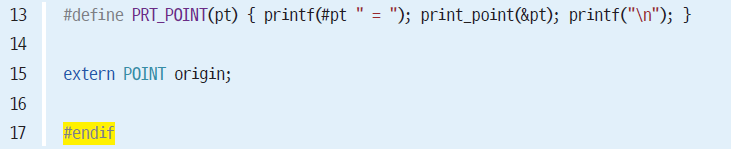 13 #define PRT_POINT(pt) { printf(#pt " = "); print_point(&pt); printf("\n"); }
14
15 extern POINT origin;
16
17 #endif